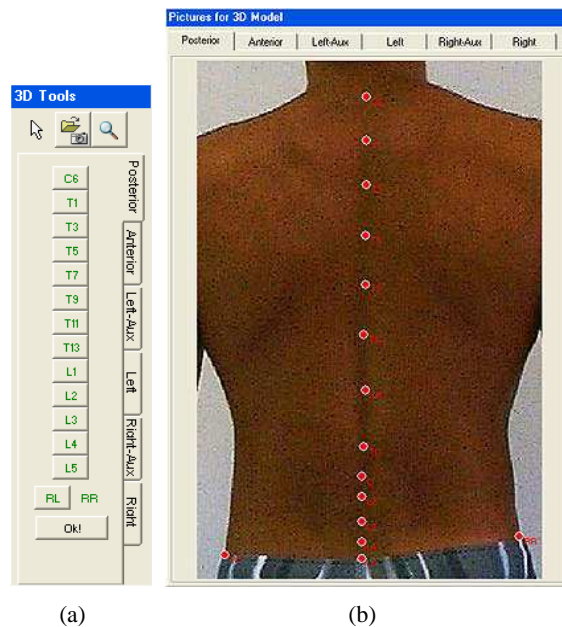 3D Tools
C6
T1
T3
T5
T7
T9
T11
T13
L1
L2
L3
L4
L5
RL RR
Ok!
Posterior
Anterior
Left-Aux
Left
Right-Aux
Right
(a)
Pictures for 3D Model
Posterior Anterior Left-Aux Left Right-Aux Right
RR
(b)